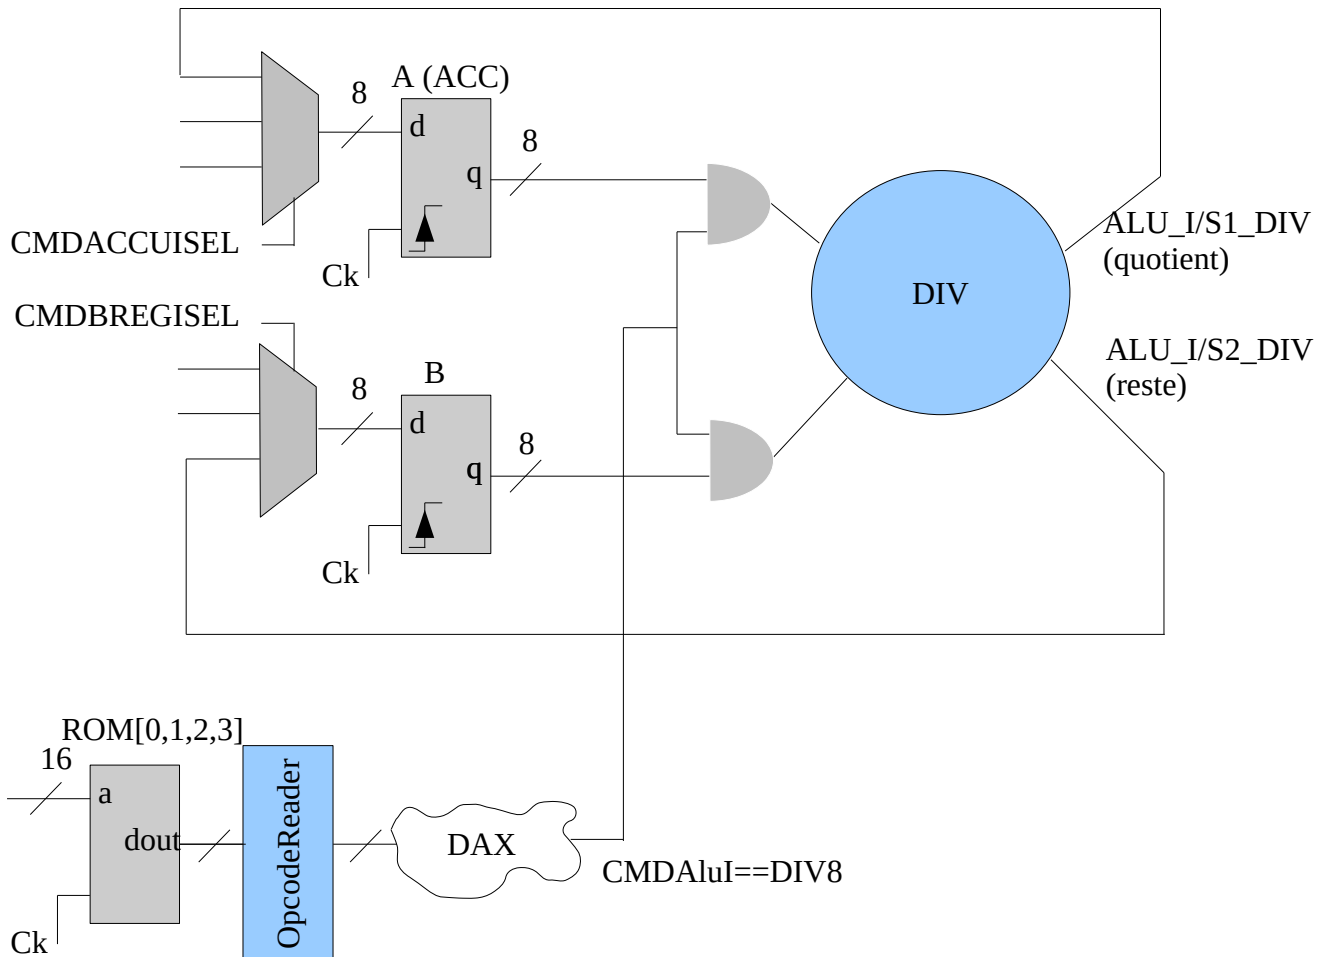 A (ACC)
8
d
8
q
CMDACCUISEL
Ck
ALU_I/S1_DIV
(quotient)
DIV
CMDBREGISEL
ALU_I/S2_DIV
(reste)
B
8
d
8
q
Ck
ROM[0,1,2,3]
16
a
dout
OpcodeReader
DAX
CMDAluI==DIV8
Ck